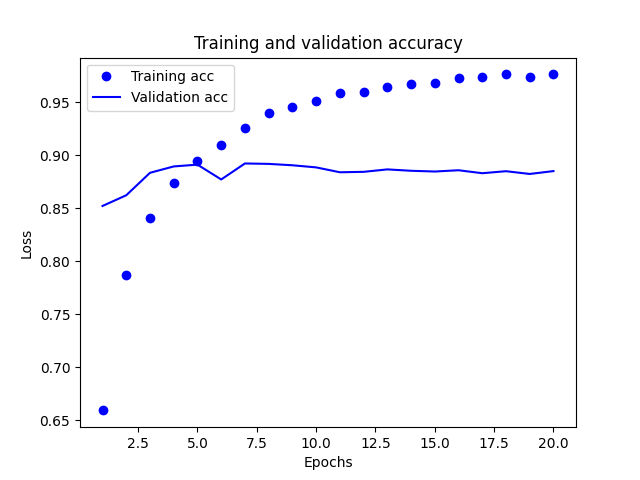 Training and validation accuracy
Training acc
Validation acc
0.95
0.90
0.85
0.80
0.75
0.70
0.65
Loss
2.5 5.0 7.5 10.0 12.5 15.0 17.5 20.0
Epochs